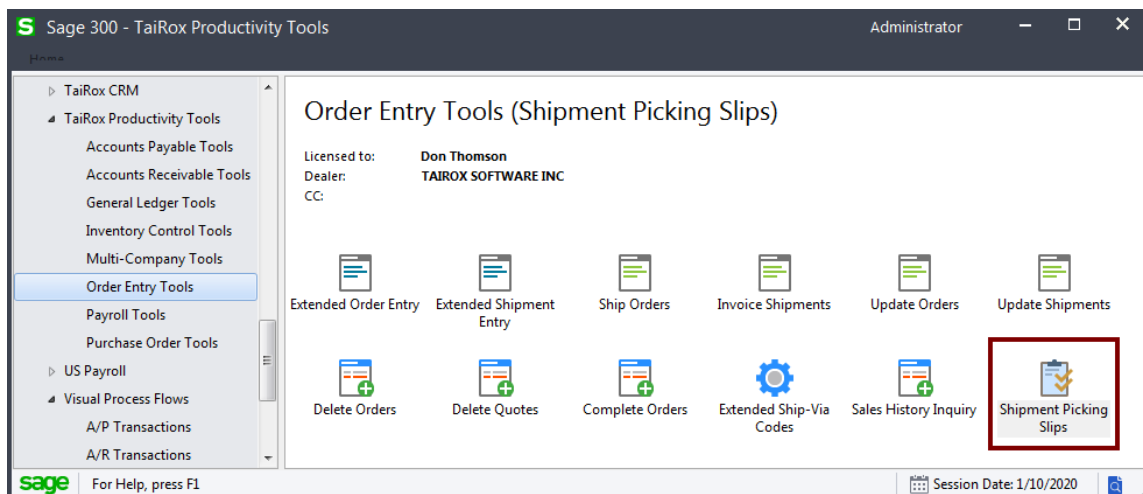 S Sage 300 - TaiRox Productivity Tools
Administrator
Home
TaiRox CRM
TaiRox Productivity Tools
Accounts Payable Tools
Accounts Receivable Tools
General Ledger Tools
Inventory Control Tools
Multi-Company Tools
Order Entry Tools
Payroll Tools
Purchase Order Tools
US Payroll
Visual Process Flows
A/P Transactions
A/R Transactions
Order Entry Tools (Shipment Picking Slips)
Licensed to: Don Thomson
Dealer: TAIROX SOFTWARE INC
CC:
Extended Order Entry
Extended Shipment
Entry
Ship Orders
Invoice Shipments
Update Orders
Update Shipments
Delete Orders
Delete Quotes
Complete Orders
Extended Ship-Via
Codes
Sales History Inquiry
Shipment Picking
Slips
sage For Help, press F1
Session Date: 1/10/2020